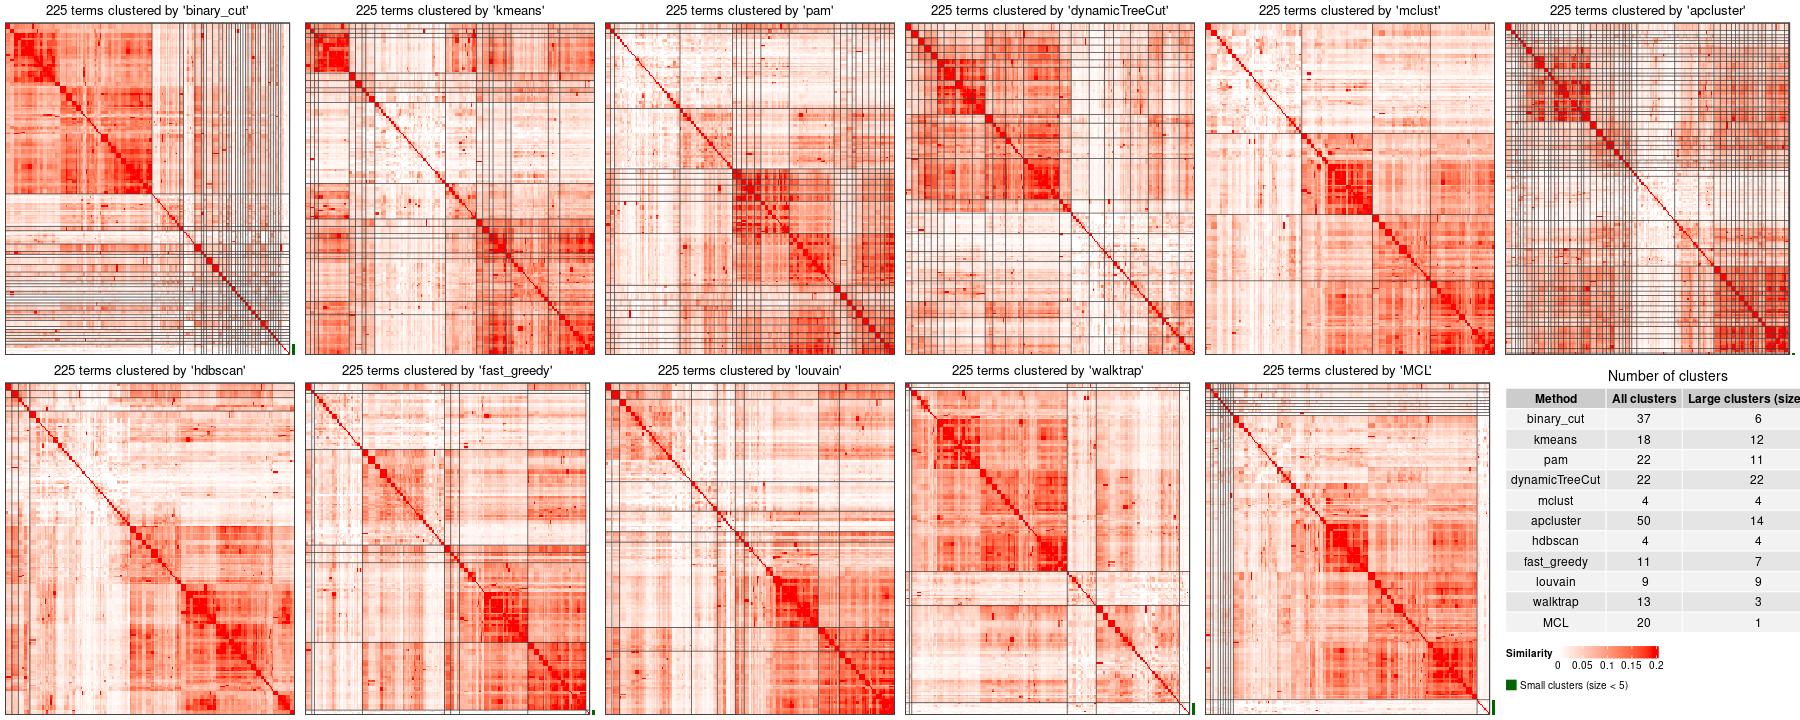 225 terms clustered by 'binary_cut'
225 terms clustered by 'kmeans'
225 terms clustered by 'pam'
225 terms clustered by 'dynamicTreeCut'
225 terms clustered by 'mclust'
225 terms clustered by 'apcluster'
225 terms clustered by 'hdbscan'
225 terms clustered by 'fast_greedy'
225 terms clustered by 'louvain'
225 terms clustered by 'walktrap'
225 terms clustered by 'MCL'
Number of clusters
Method All clusters Large clusters (size
binary_cut 37 6
kmeans 18 12
pam 22 11
dynamicTreeCut 22 22
mclust 4 4
apcluster 50 14
hdbscan 4 4
fast_greedy 11 7
louvain 9 9
walktrap 13 3
MCL 20 1
Similarity
0 0.05 0.1 0.15 0.2
Small clusters (size < 5)